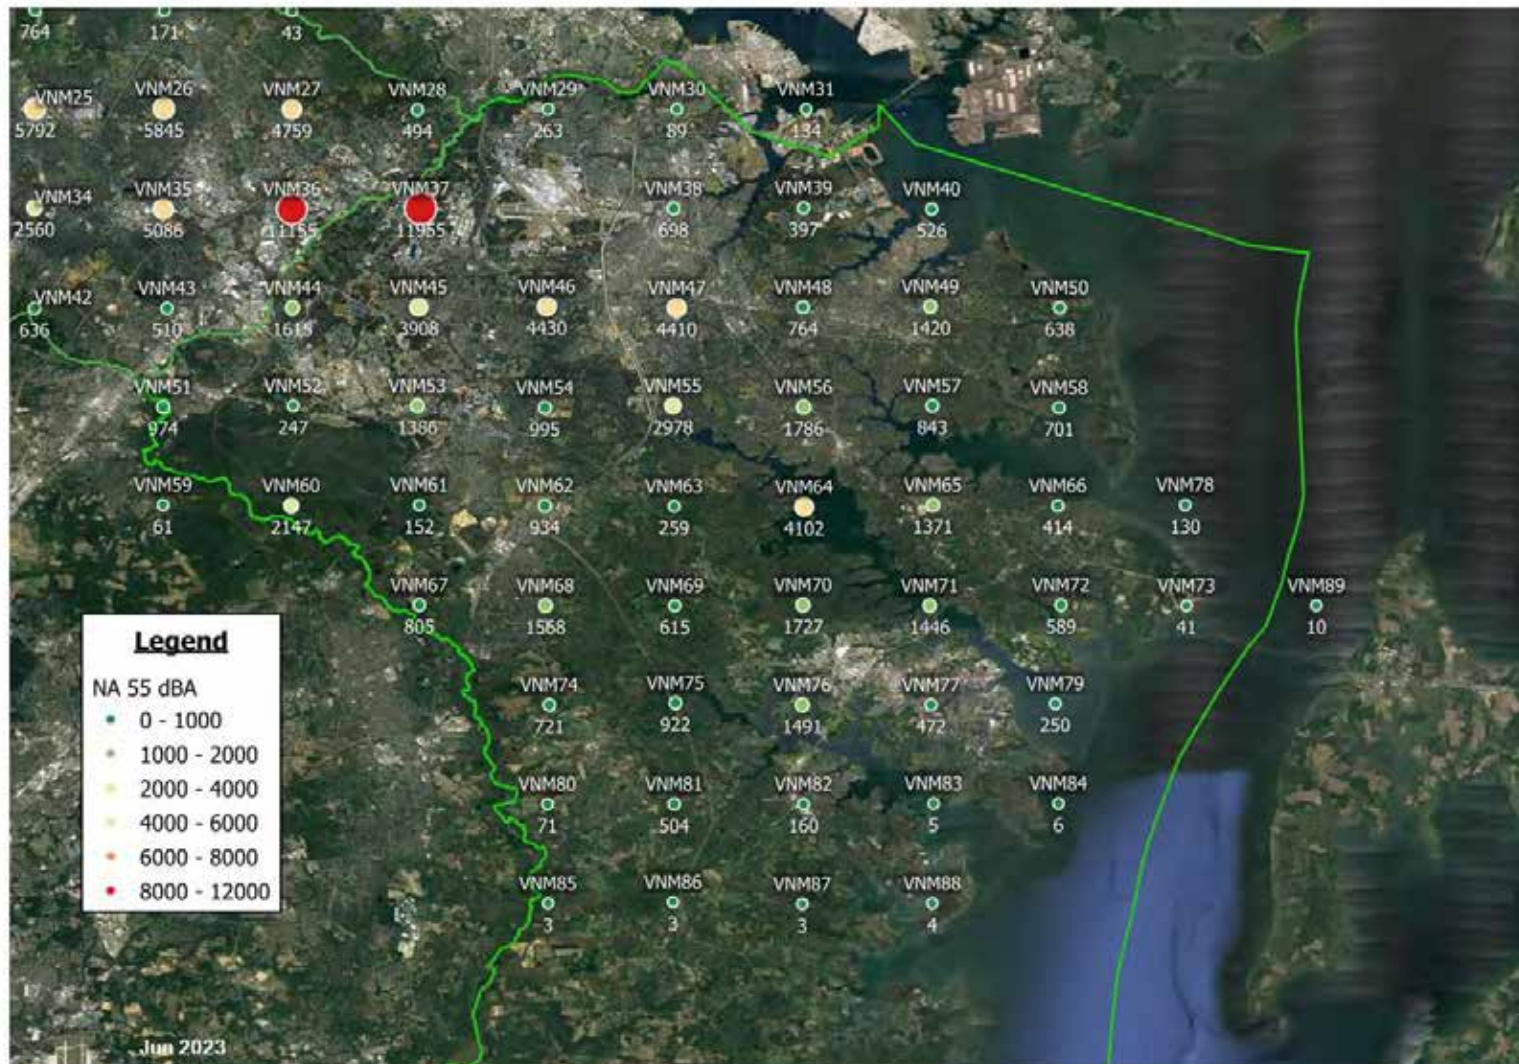 764 171 43
VNM25 VNM26 VNM27 VNM28 VNM29 VNM30 VNM31
5792 5845 4759 494 263 89 134
VNM34 VNM35 VNM36 VNM37 VNM38 VNM39 VNM40
2560 5086 11155 11955 698 397 526
VNM42 VNM43 VNM44 VNM45 VNM46 VNM47 VNM48 VNM49 VNM50
636 510 1615 3908 4430 4410 764 1420 638
VNM51 VNM52 VNM53 VNM54 VNM55 VNM56 VNM57 VNM58
974 247 1386 995 2978 1786 843 701
VNM59 VNM60 VNM61 VNM62 VNM63 VNM64 VNM65 VNM66 VNM78
61 2147 152 934 259 4102 1371 414 130
VNM67 VNM68 VNM69 VNM70 VNM71 VNM72 VNM73 VNM89
805 1568 615 1727 1446 589 41 10
VNM74 VNM75 VNM76 VNM77 VNM79
721 922 1491 472 250
VNM80 VNM81 VNM82 VNM83 VNM84
71 504 160 5 6
VNM85 VNM86 VNM87 VNM88
3 3 3 4
Legend
NA 55 dBA
0 - 1000
1000 - 2000
2000 - 4000
4000 - 6000
6000 - 8000
8000 - 12000
Jun 2023